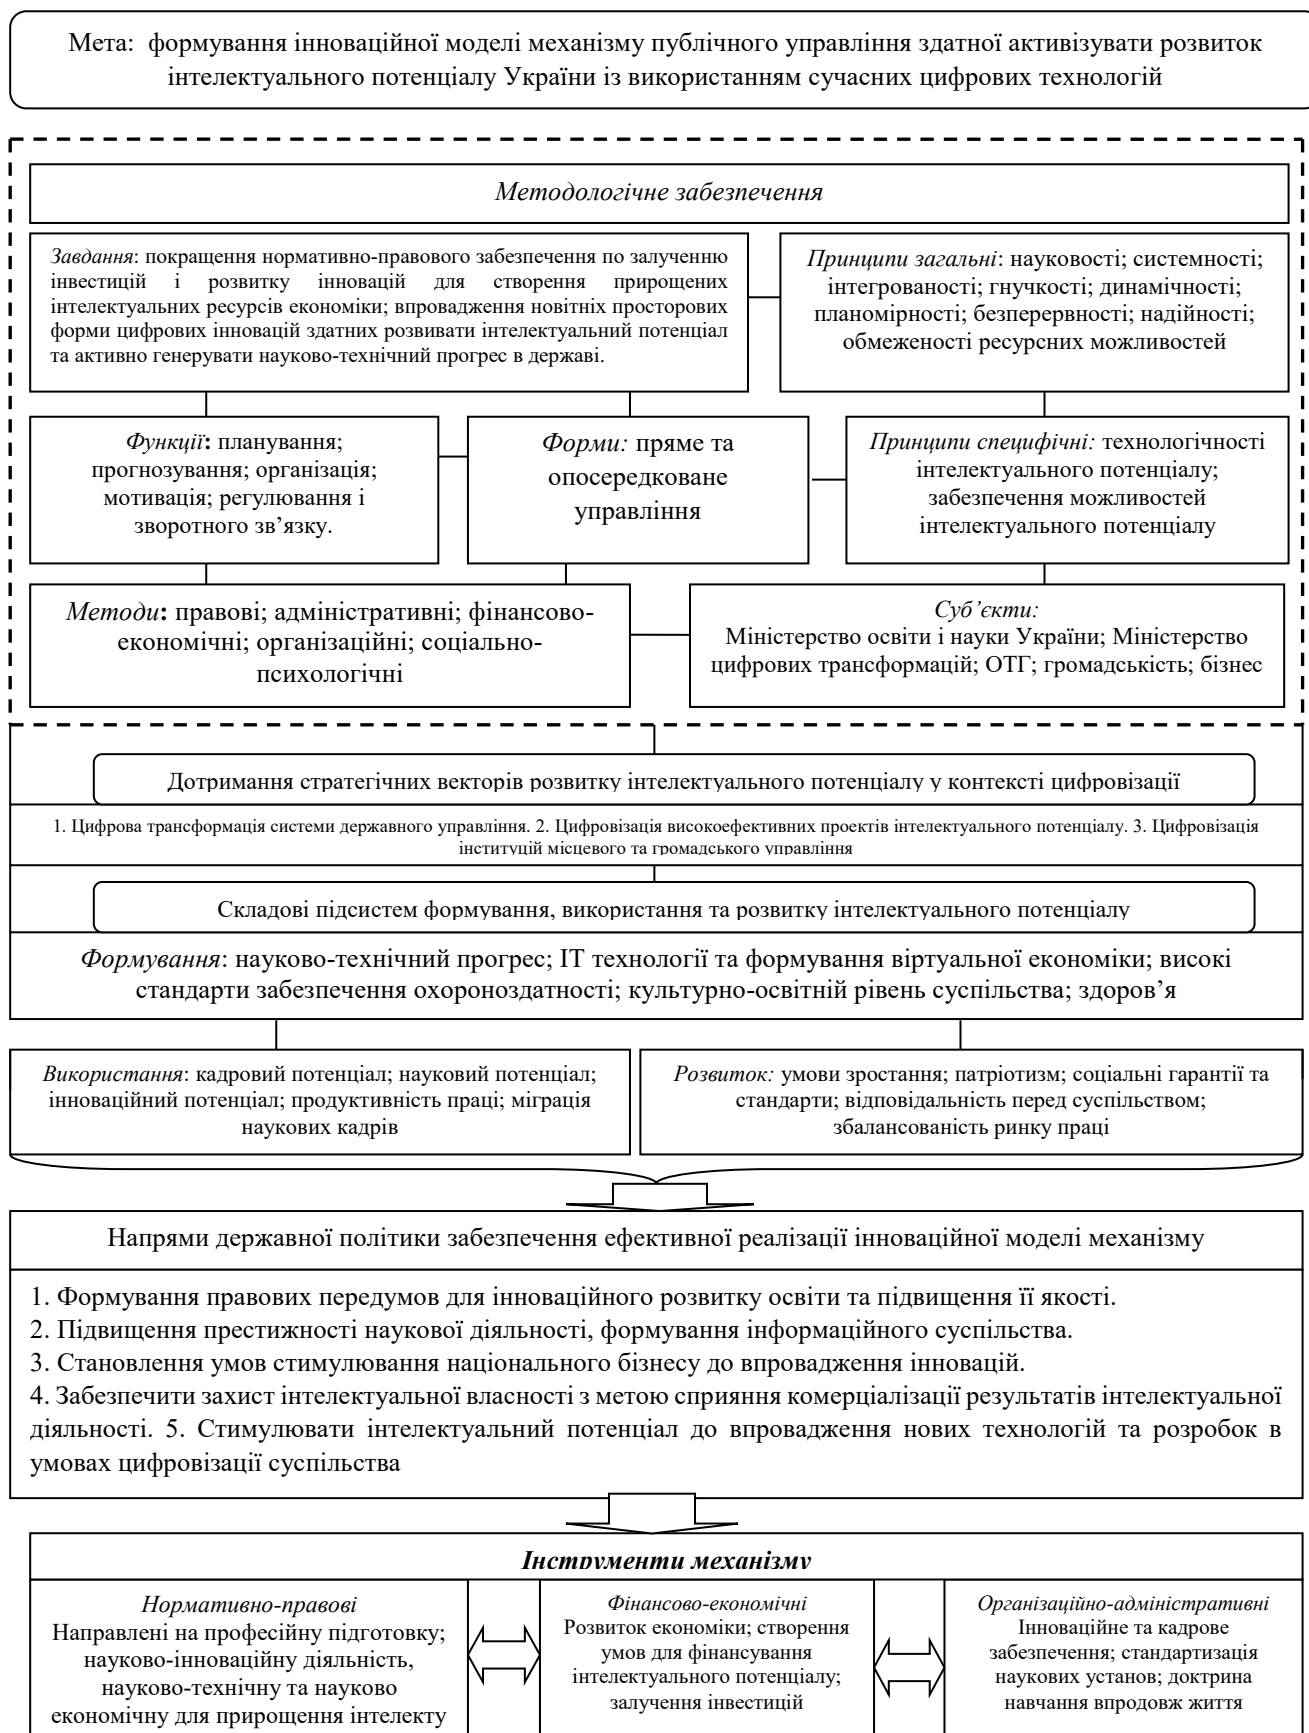 Мета:  формування інноваційної моделі механізму публічного управління здатної активізувати розвиток
інтелектуального потенціалу України із використанням сучасних цифрових технологій
Методологічне забезпечення
Завдання: покращення нормативно-правового забезпечення по залученню
інвестицій і розвитку інновацій для створення прирощених
інтелектуальних ресурсів економіки; впровадження новітніх просторових
форми цифрових інновацій здатних розвивати інтелектуальний потенціал
та активно генерувати науково-технічний прогрес в державі.
Принципи загальні: науковості; системності;
інтегрованості; гнучкості; динамічності;
планомірності; безперервності; надійності;
обмеженості ресурсних можливостей
Функції: планування;
прогнозування; організація;
мотивація; регулювання і
зворотного зв’язку.
Форми: пряме та
опосередковане
управління
Принципи специфічні: технологічності
інтелектуального потенціалу;
забезпечення можливостей
інтелектуального потенціалу
Методи: правові; адміністративні; фінансово-
економічні; організаційні; соціально-
психологічні
Суб’єкти:
Міністерство освіти і науки України; Міністерство
цифрових трансформацій; ОТГ; громадськість; бізнес
Дотримання стратегічних векторів розвитку інтелектуального потенціалу у контексті цифровізації
1. Цифрова трансформація системи державного управління. 2. Цифровізація високоефективних проектів інтелектуального потенціалу. 3. Цифровізація
інституцій місцевого та громадського управління
Складові підсистем формування, використання та розвитку інтелектуального потенціалу
Формування: науково-технічний прогрес; ІТ технології та формування віртуальної економіки; високі
стандарти забезпечення охороноздатності; культурно-освітній рівень суспільства; здоров’я
Використання: кадровий потенціал; науковий потенціал;
інноваційний потенціал; продуктивність праці; міграція
наукових кадрів
Розвиток: умови зростання; патріотизм; соціальні гарантії та
стандарти; відповідальність перед суспільством;
збалансованість ринку праці
Напрями державної політики забезпечення ефективної реалізації інноваційної моделі механізму
1. Формування правових передумов для інноваційного розвитку освіти та підвищення її якості.
2. Підвищення престижності наукової діяльності, формування інформаційного суспільства.
3. Становлення умов стимулювання національного бізнесу до впровадження інновацій.
4. Забезпечити захист інтелектуальної власності з метою сприяння комерціалізації результатів інтелектуальної
діяльності. 5. Стимулювати інтелектуальний потенціал до впровадження нових технологій та розробок в
умовах цифровізації суспільства
Інструменти механізму
Нормативно-правові
Направлені на професійну підготовку;
науково-інноваційну діяльність,
науково-технічну та науково
економічну для прирощення інтелекту
Фінансово-економічні
Розвиток економіки; створення
умов для фінансування
інтелектуального потенціалу;
залучення інвестицій
Організаційно-адміністративні
Інноваційне та кадрове
забезпечення; стандартизація
наукових установ; доктрина
навчання впродовж життя